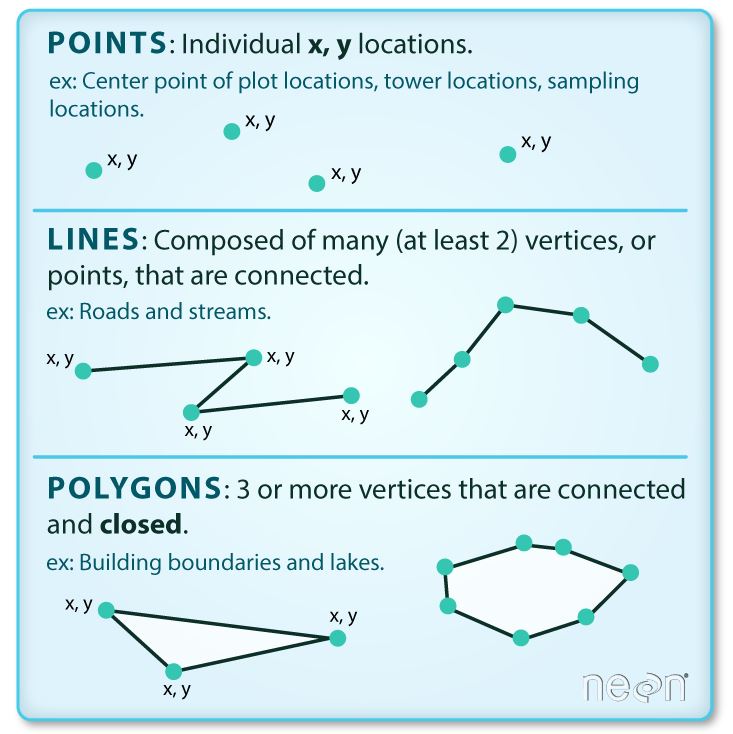 POINTS: Individual x, y locations.
ex: Center point of plot locations, tower locations, sampling
locations.
x, y
x, y
x, y
x, y
LINES: Composed of many (at least 2) vertices, or
points, that are connected.
ex: Roads and streams.
x, y
x, y
x, y
x, y
POLYGONS: 3 or more vertices that are connected
and closed.
ex: Building boundaries and lakes.
x, y
x, y
x, y
neon